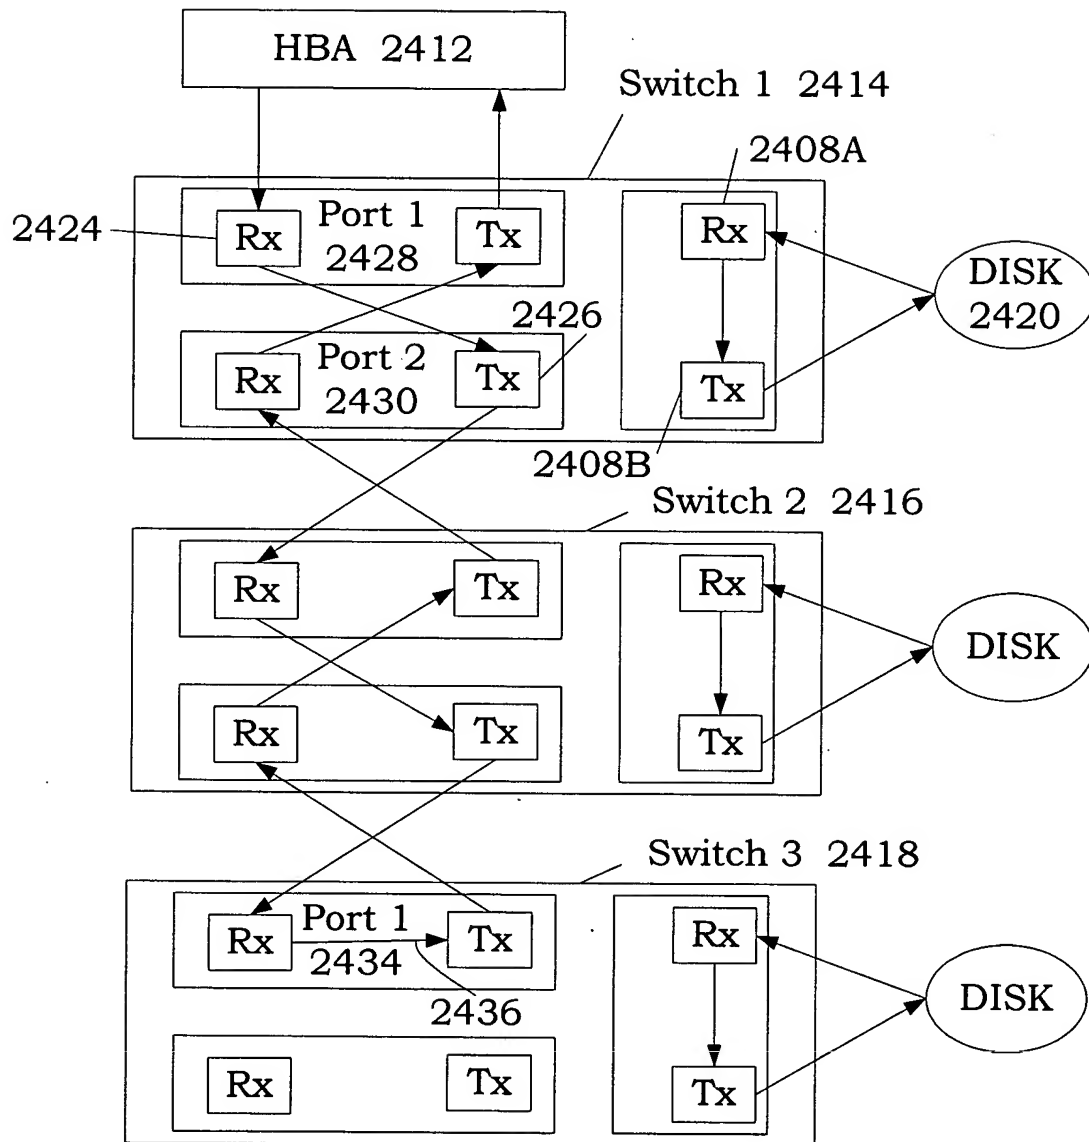 HBA 2412
Switch 1 2414
2408A
2424
Rx
Port 1
2428
Tx
Rx
DISK
2420
2426
Rx
Port 2
2430
Tx
Tx
2408B
Switch 2 2416
Rx
Tx
Rx
DISK
Rx
Tx
Tx
Switch 3 2418
Rx
Port 1
2434
Tx
Rx
2436
DISK
Rx
Tx
Tx